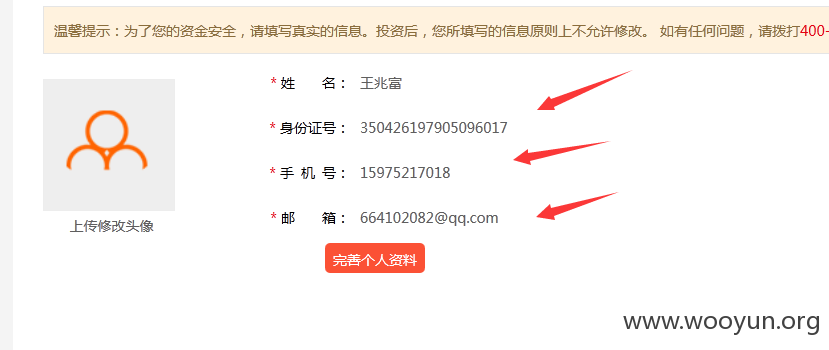 温馨提示：为了您的资金安全，请填写真实的信息。投资后，您所填写的信息原则上不允许修改。 如有任何问题，请拨打400-
* 姓 名： 王兆富
* 身份证号： 350426197905096017
* 手 机 号： 15975217018
上传修改头像
* 邮 箱： 664102082@qq.com
完善个人资料
www.wooyun.org